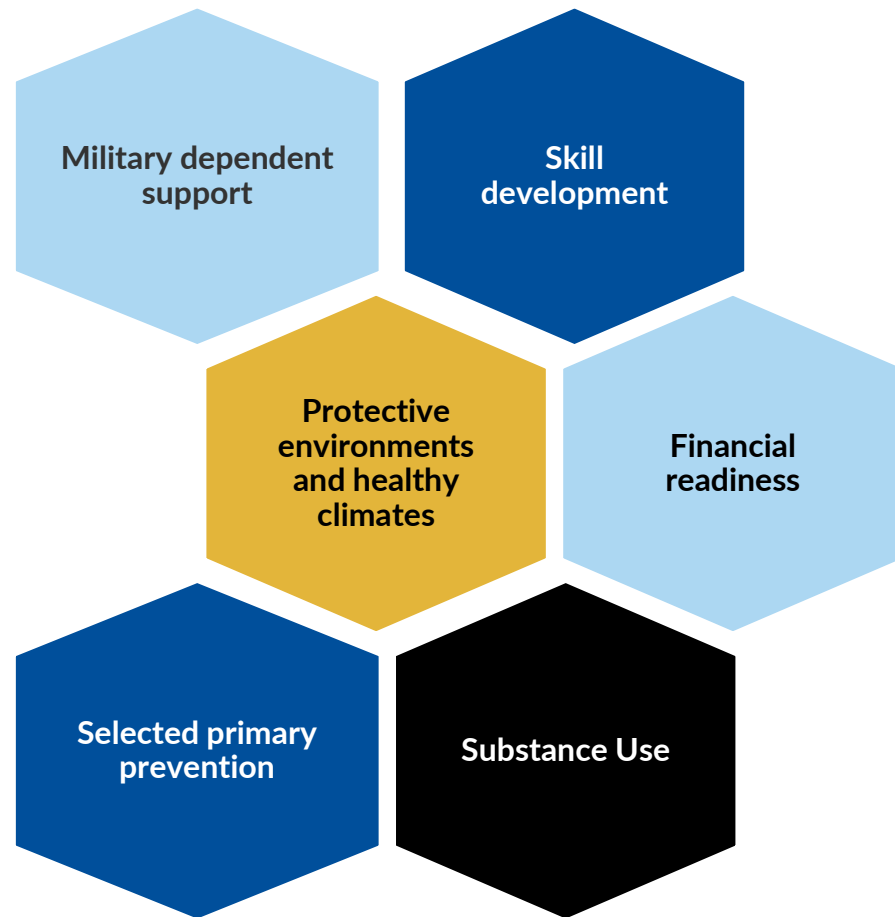 Military dependent
support
Skill
development
Protective
environments
and healthy
climates
Financial
readiness
Selected primary
prevention
Substance Use